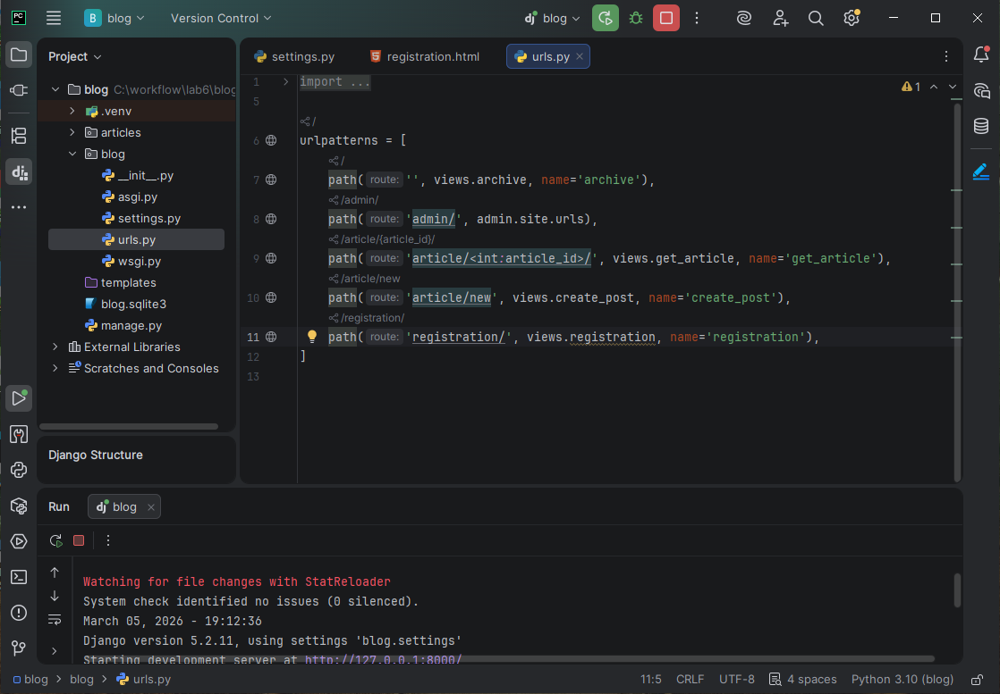 PC
B blog Version Control dj blog
Project settings.py registration.html urls.py
blog C:\workflow\lab6\blog
.venv
articles
blog
__init__.py
asgi.py
settings.py
urls.py
wsgi.py
templates
blog.sqlite3
manage.py
External Libraries
Scratches and Consoles
Django Structure
1 import ... 1
5
/
6 urlpatterns = [
/
7 path( route: '', views.archive, name='archive'),
/admin/
8 path( route: 'admin/', admin.site.urls),
/article/{article_id}/
9 path( route: 'article/<int:article_id>/', views.get_article, name='get_article'),
/article/new
10 path( route: 'article/new', views.create_post, name='create_post'),
/registration/
11 path( route: 'registration/', views.registration, name='registration'),
12 ]
13
Run dj blog
Watching for file changes with StatReloader
System check identified no issues (0 silenced).
March 05, 2026 - 19:12:36
Django version 5.2.11, using settings 'blog.settings'
Starting development server at http://127.0.0.1:8000/
blog > blog > urls.py 11:5 CRLF UTF-8 4 spaces Python 3.10 (blog)